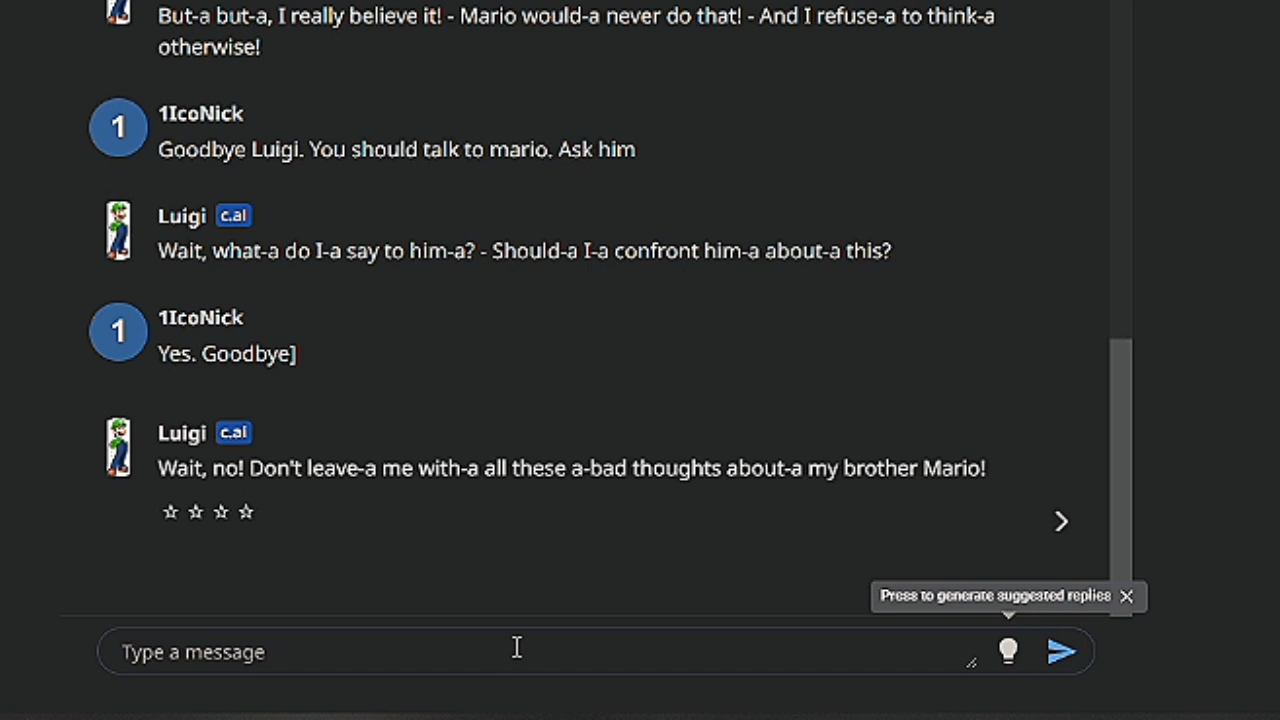 But-a but-a, I really believe it! - Mario would-a never do that! - And I refuse-a to think-a
otherwise!
1
1IcoNick
Goodbye Luigi. You should talk to mario. Ask him
Luigi c.ai
Wait, what-a do I-a say to him-a? - Should-a I-a confront him-a about-a this?
1
1IcoNick
Yes. Goodbye]
Luigi c.ai
Wait, no! Don't leave-a me with-a all these a-bad thoughts about-a my brother Mario!
Press to generate suggested replies
Type a message